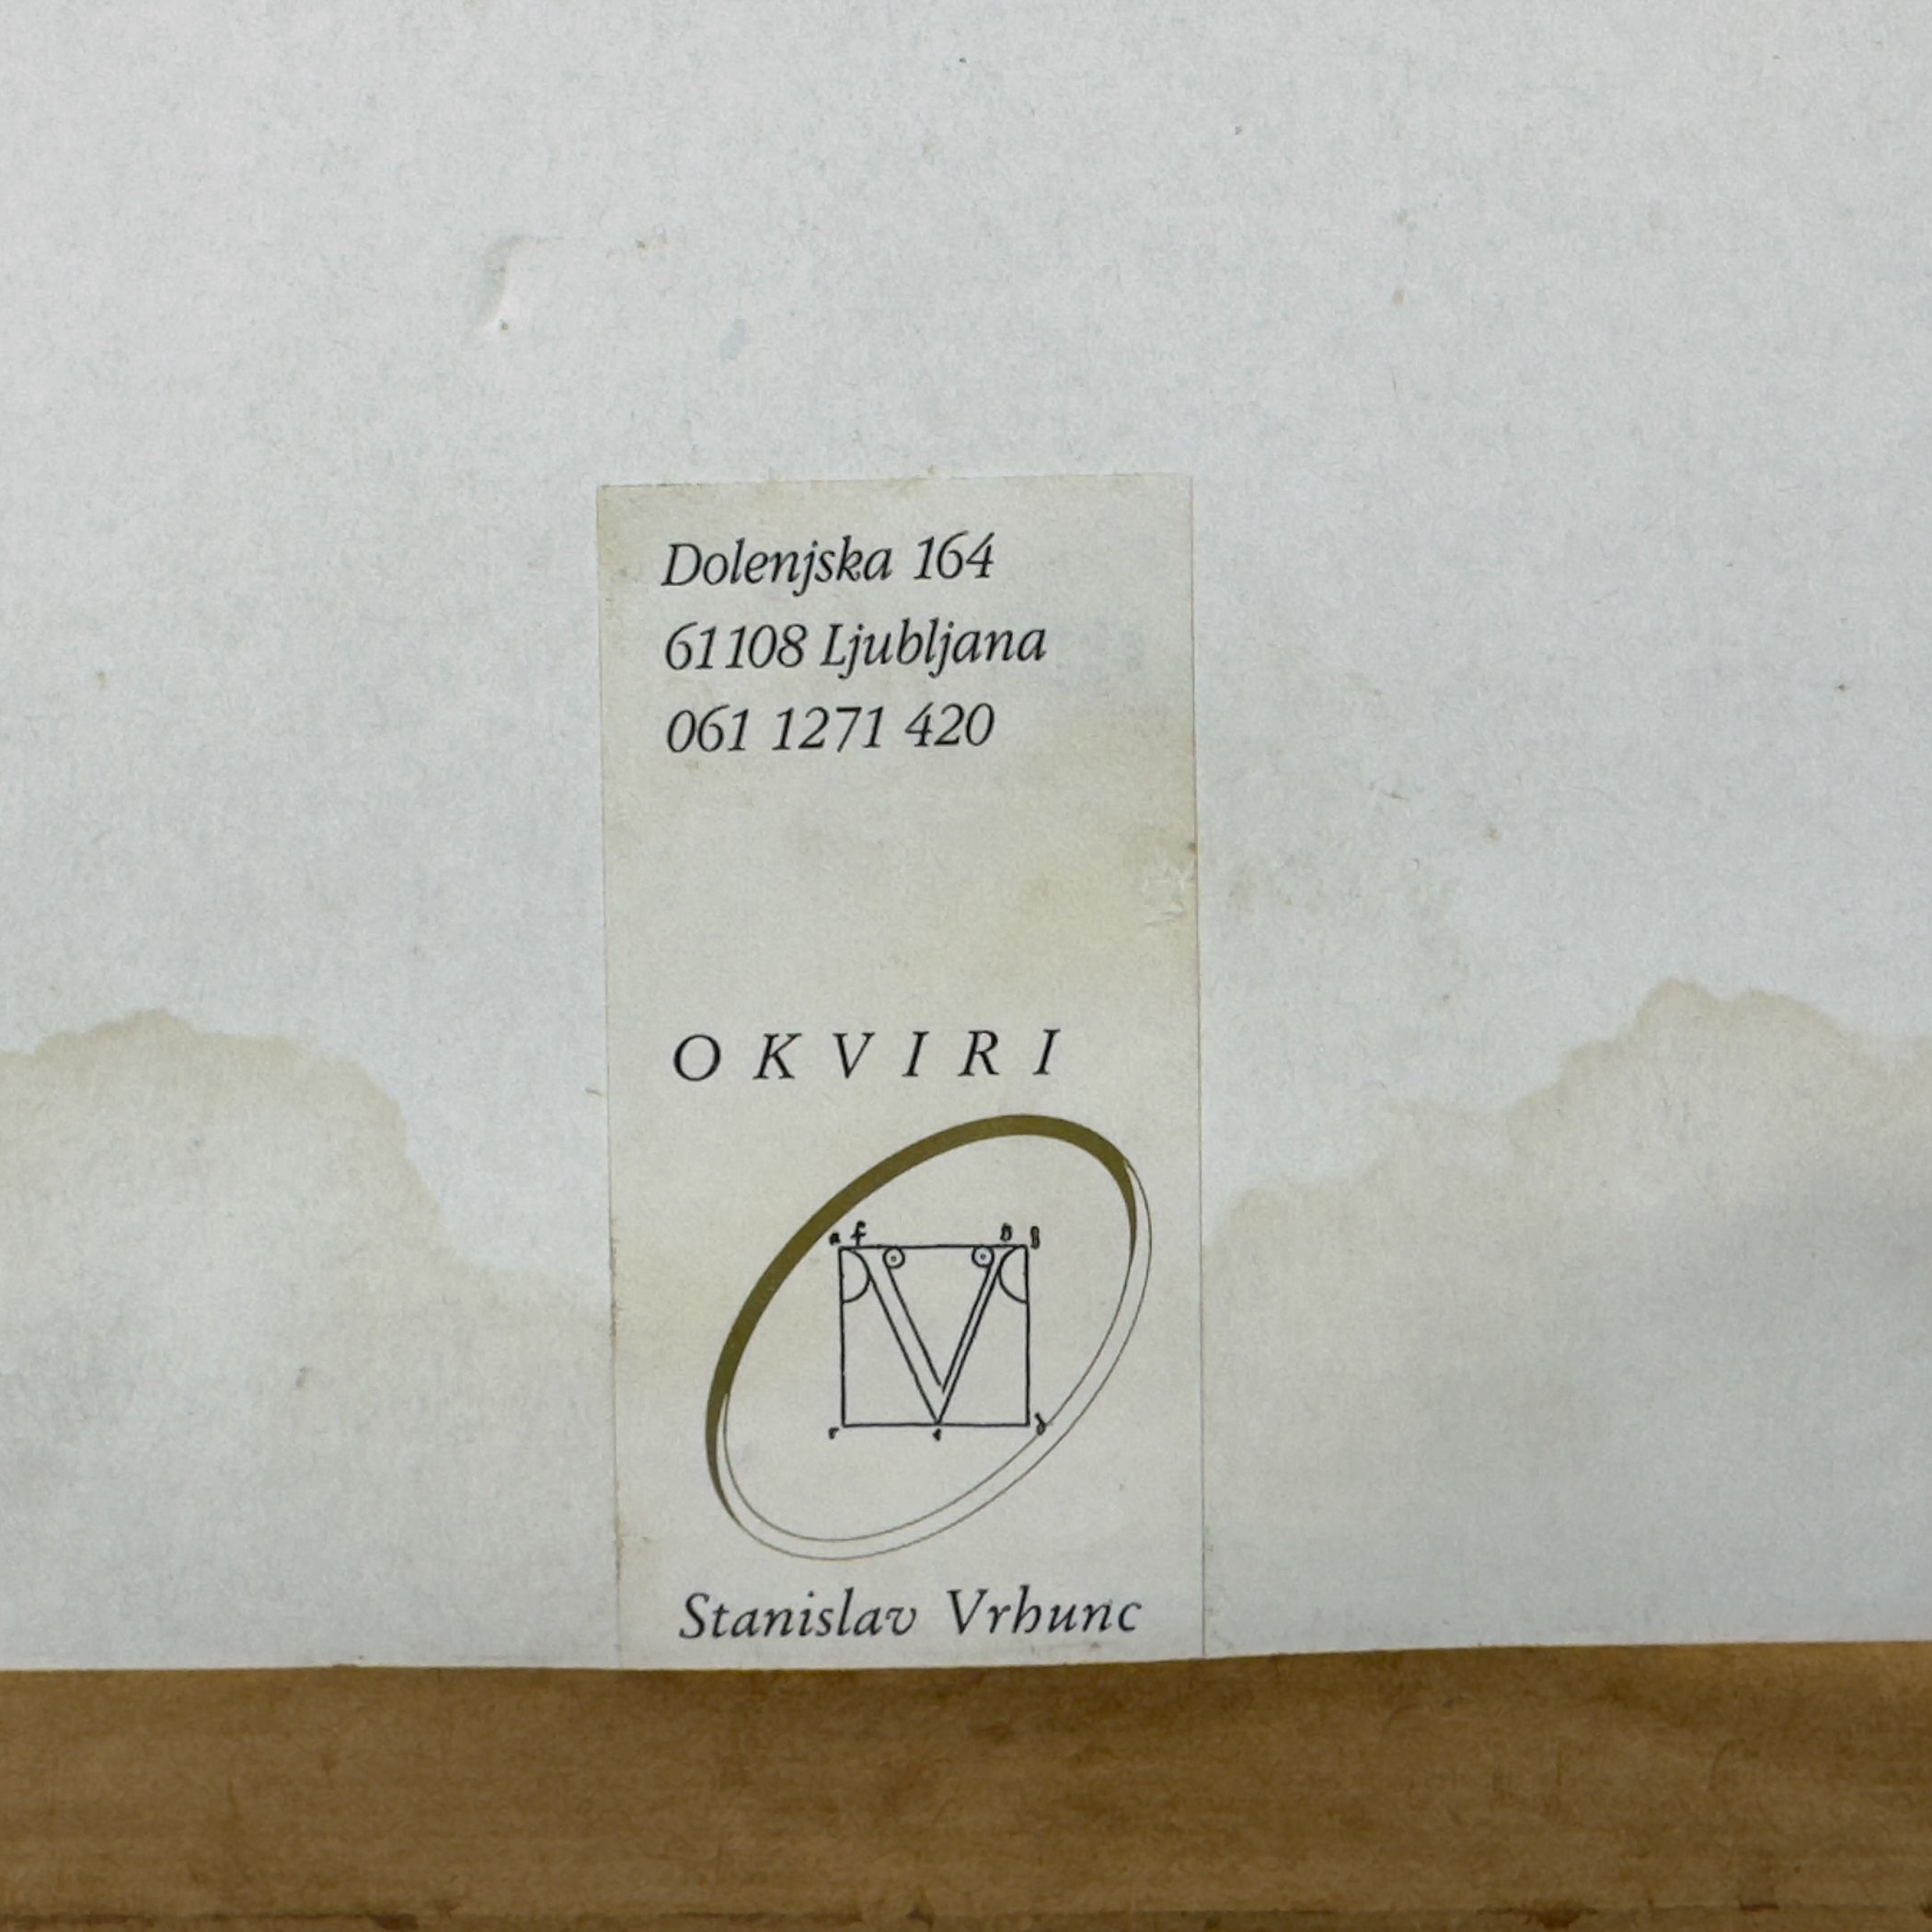 Dolenjska 164
61108 Ljubljana
061 1271 420
OKVIRI
Stanislav Vrhunc